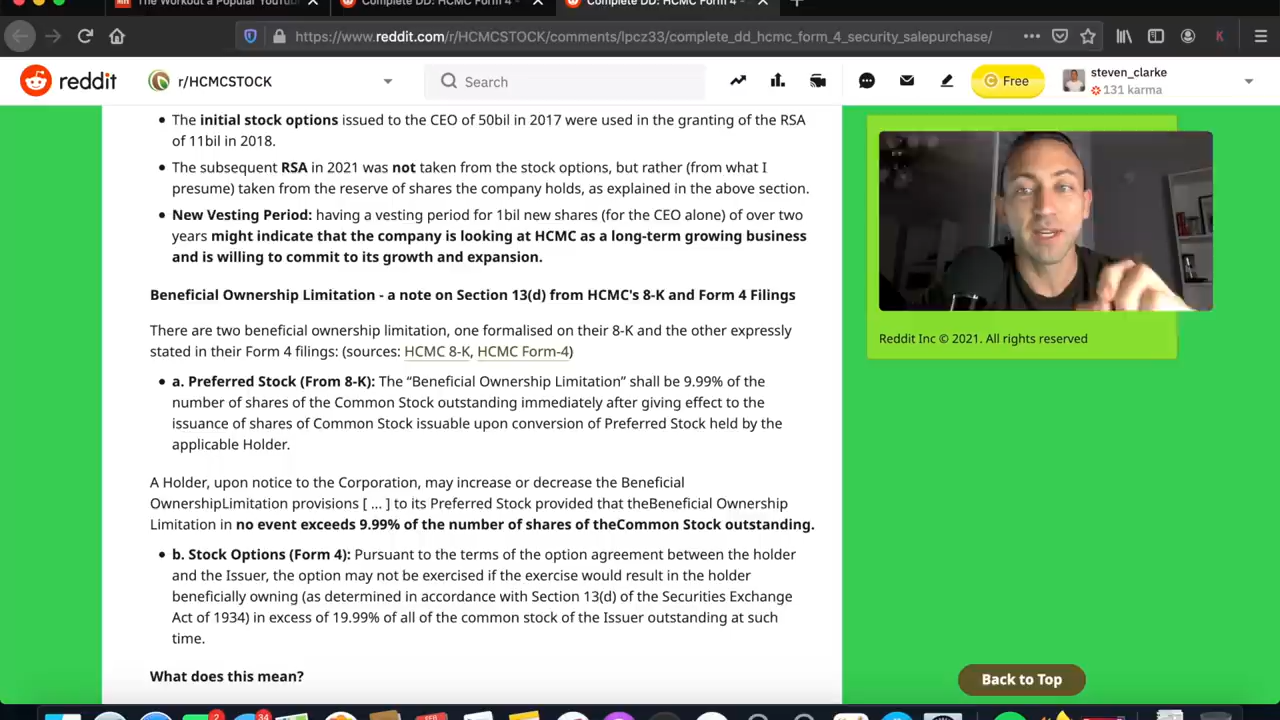 The Workout a Popular YouTube
Complete DD: HCMC Form 4 -
Complete DD: HCMC Form 4 -
https://www.reddit.com/r/HCMCSTOCK/comments/lpcz33/complete_dd_hcmc_form_4_security_salepurchase/
K
reddit
r/HCMCSTOCK
Search
Free
steven_clarke
131 karma
The initial stock options issued to the CEO of 50bil in 2017 were used in the granting of the RSA
of 11bil in 2018.
The subsequent RSA in 2021 was not taken from the stock options, but rather (from what I
presume) taken from the reserve of shares the company holds, as explained in the above section.
New Vesting Period: having a vesting period for 1bil new shares (for the CEO alone) of over two
years might indicate that the company is looking at HCMC as a long-term growing business
and is willing to commit to its growth and expansion.
Beneficial Ownership Limitation - a note on Section 13(d) from HCMC's 8-K and Form 4 Filings
There are two beneficial ownership limitation, one formalised on their 8-K and the other expressly
stated in their Form 4 filings: (sources: HCMC 8-K, HCMC Form-4)
a. Preferred Stock (From 8-K): The “Beneficial Ownership Limitation” shall be 9.99% of the
number of shares of the Common Stock outstanding immediately after giving effect to the
issuance of shares of Common Stock issuable upon conversion of Preferred Stock held by the
applicable Holder.
A Holder, upon notice to the Corporation, may increase or decrease the Beneficial
OwnershipLimitation provisions [ ... ] to its Preferred Stock provided that theBeneficial Ownership
Limitation in no event exceeds 9.99% of the number of shares of theCommon Stock outstanding.
b. Stock Options (Form 4): Pursuant to the terms of the option agreement between the holder
and the Issuer, the option may not be exercised if the exercise would result in the holder
beneficially owning (as determined in accordance with Section 13(d) of the Securities Exchange
Act of 1934) in excess of 19.99% of all of the common stock of the Issuer outstanding at such
time.
What does this mean?
Reddit Inc © 2021. All rights reserved
Back to Top
2
34
FEB